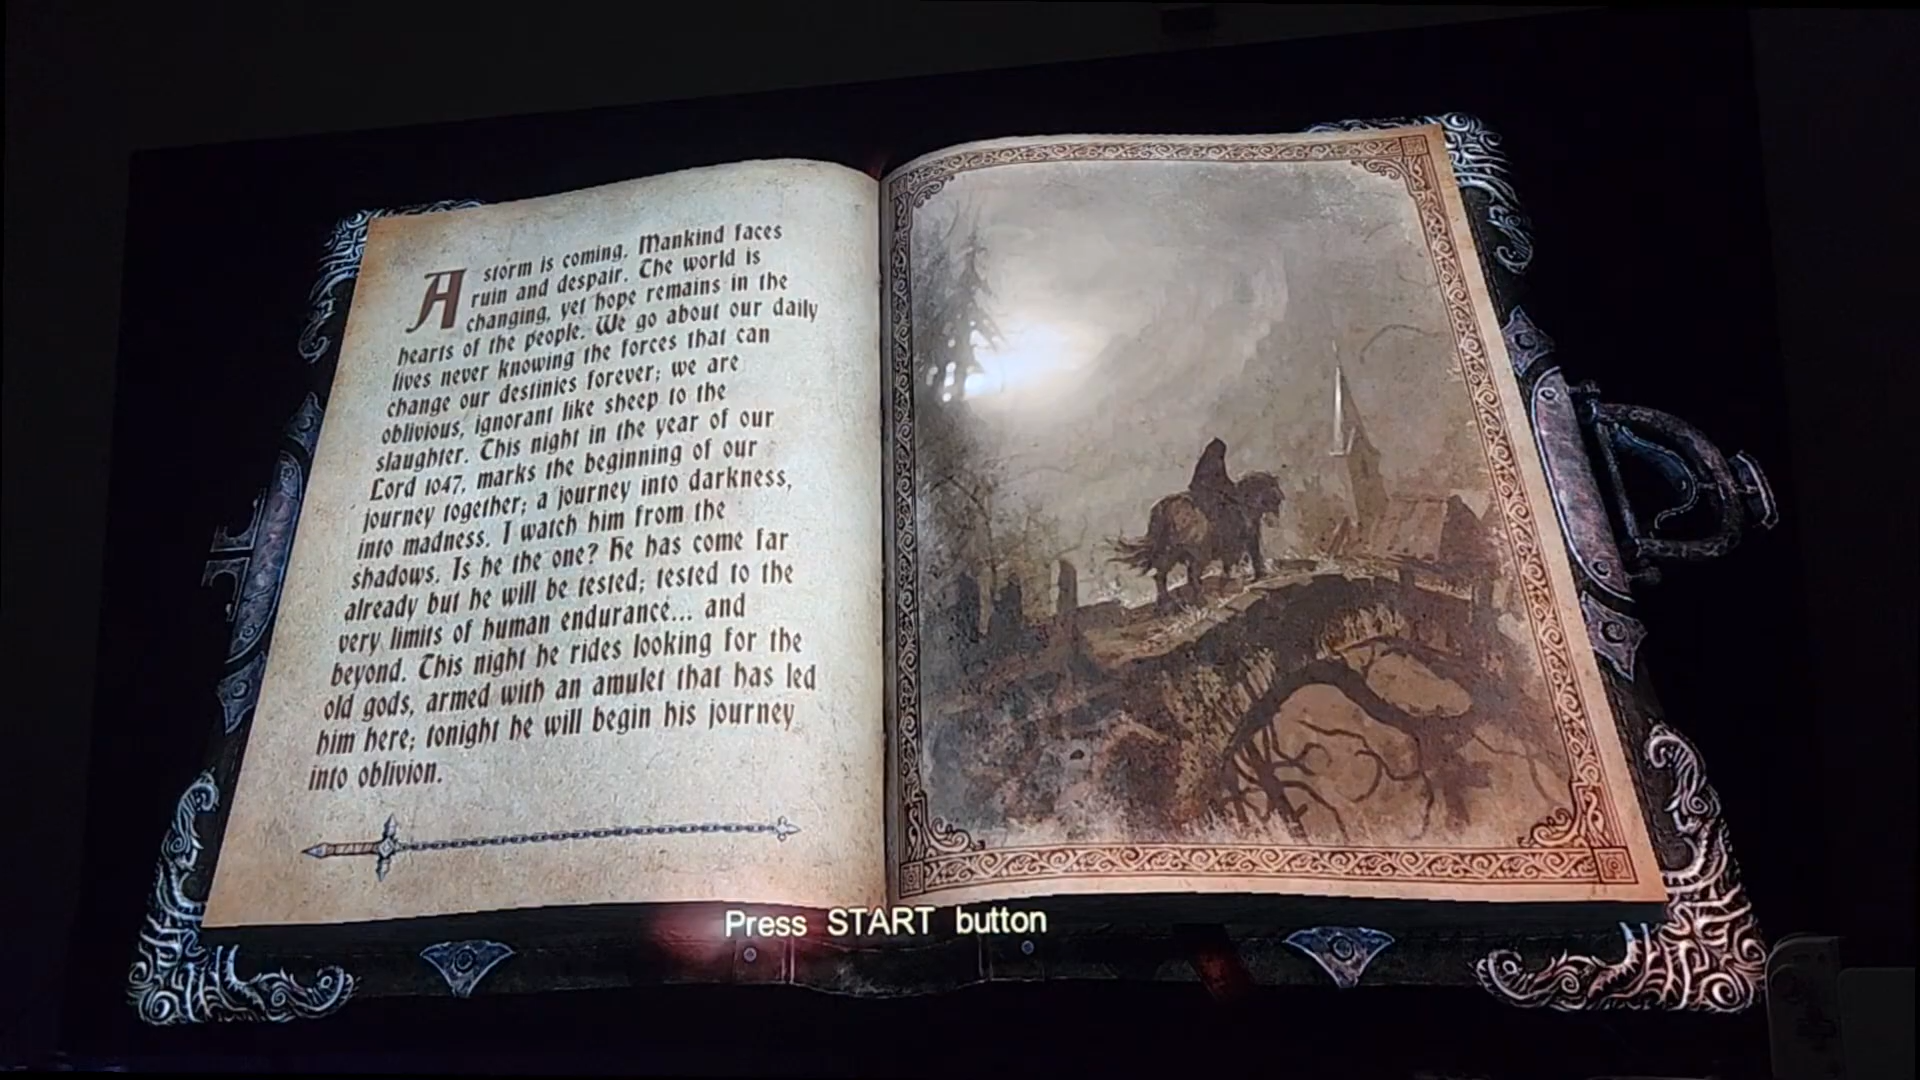 A storm is coming. Mankind faces
ruin and despair. The world is
changing, yet hope remains in the
hearts of the people. We go about our daily
lives never knowing the forces that can
change our destinies forever; we are
oblivious, ignorant like sheep to the
slaughter. This night in the year of our
Lord 1047, marks the beginning of our
journey together; a journey into darkness,
into madness. I watch him from the
shadows. Is he the one? He has come far
already but he will be tested; tested to the
very limits of human endurance... and
beyond. This night he rides looking for the
old gods, armed with an amulet that has led
him here; tonight he will begin his journey
into oblivion.
Press START button